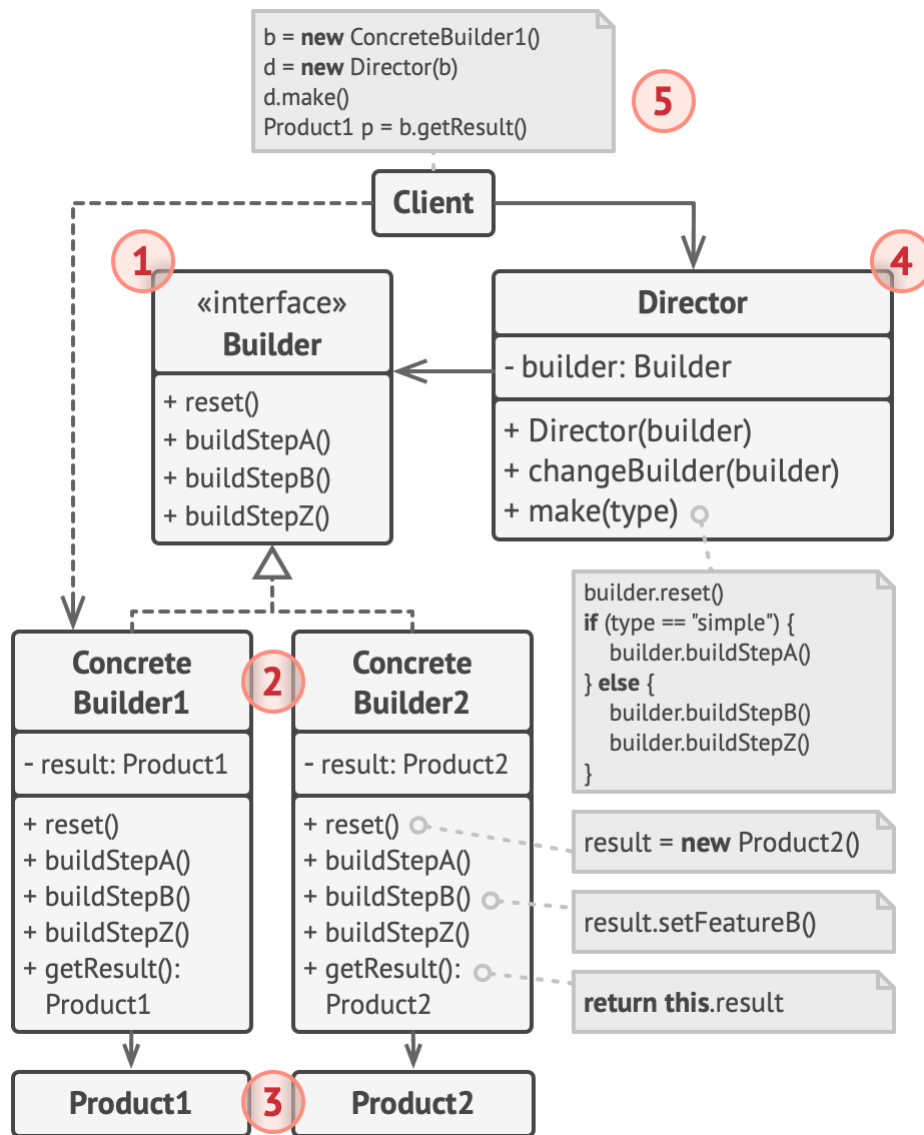 b = new ConcreteBuilder1()
d = new Director(b)
d.make()
Product1 p = b.getResult()
5
Client
1
«interface»
Builder
+ reset()
+ buildStepA()
+ buildStepB()
+ buildStepZ()
4
Director
- builder: Builder
+ Director(builder)
+ changeBuilder(builder)
+ make(type)
builder.reset()
if (type == "simple") {
builder.buildStepA()
} else {
builder.buildStepB()
builder.buildStepZ()
}
Concrete
Builder1
- result: Product1
+ reset()
+ buildStepA()
+ buildStepB()
+ buildStepZ()
+ getResult():
Product1
2
Concrete
Builder2
- result: Product2
+ reset()
+ buildStepA()
+ buildStepB()
+ buildStepZ()
+ getResult():
Product2
result = new Product2()
result.setFeatureB()
return this.result
Product1
3
Product2